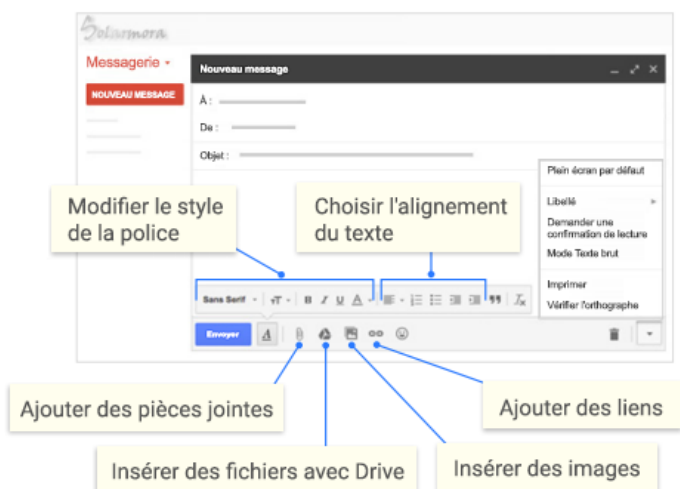 Solarmora
Messagerie
Nouveau message
NOUVEAU MESSAGE
À :
De :
Objet :
Plein écran par défaut
Libellé
Demander une
confirmation de lecture
Mode Texte brut
Imprimer
Vérifier l'orthographe
Modifier le style
de la police
Choisir l'alignement
du texte
Sans Serif
Envoyer
Ajouter des pièces jointes
Ajouter des liens
Insérer des fichiers avec Drive
Insérer des images